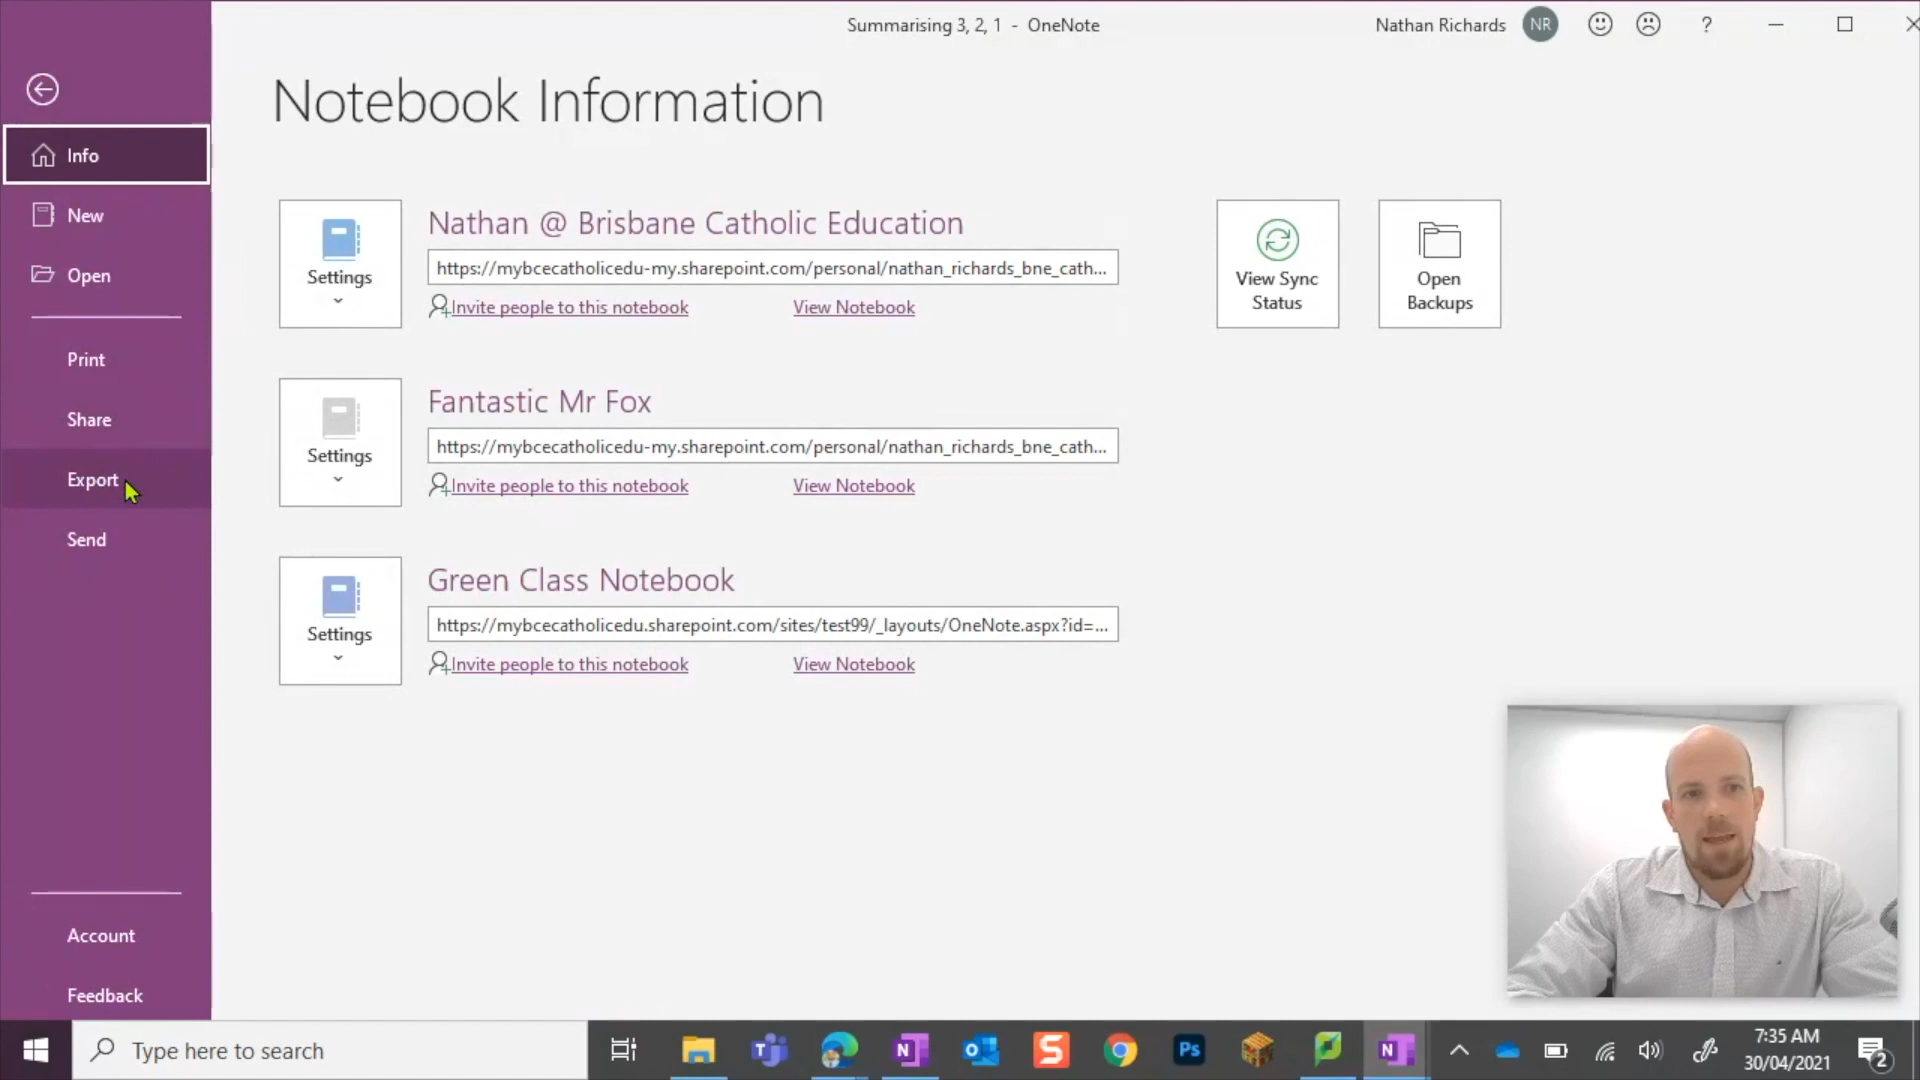 Summarising 3, 2, 1 - OneNote
Nathan Richards
NR
?
Info
New
Open
Print
Share
Export
Send
Account
Feedback
Notebook Information
Settings
Nathan @ Brisbane Catholic Education
https://mybcecatholicedu-my.sharepoint.com/personal/nathan_richards_bne_cath...
Invite people to this notebook
View Notebook
View Sync
Status
Open
Backups
Settings
Fantastic Mr Fox
https://mybcecatholicedu-my.sharepoint.com/personal/nathan_richards_bne_cath...
Invite people to this notebook
View Notebook
Settings
Green Class Notebook
https://mybcecatholicedu.sharepoint.com/sites/test99/_layouts/OneNote.aspx?id=...
Invite people to this notebook
View Notebook
Type here to search
N
S
Ps
N
7:35 AM
30/04/2021
2